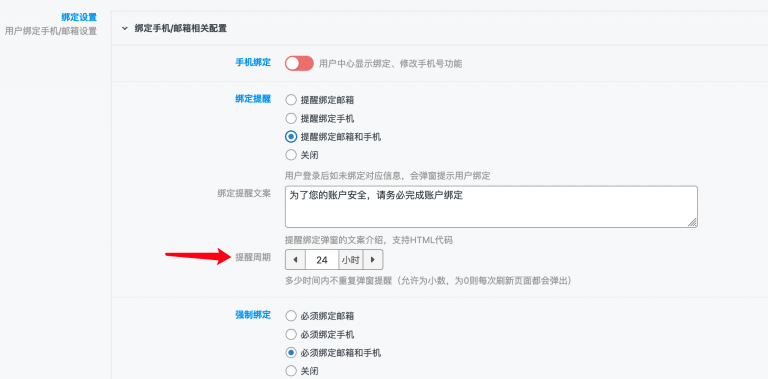 绑定设置
用户绑定手机/邮箱设置
绑定手机/邮箱相关配置
手机绑定
用户中心显示绑定、修改手机号功能
绑定提醒
提醒绑定邮箱
提醒绑定手机
提醒绑定邮箱和手机
关闭
用户登录后如未绑定对应信息，会弹窗提示用户绑定
绑定提醒文案
为了您的账户安全，请务必完成账户绑定
提醒绑定弹窗的文案介绍，支持HTML代码
提醒周期
24 小时
多少时间内不重复弹窗提醒（允许为小数，为0则每次刷新页面都会弹出）
强制绑定
必须绑定邮箱
必须绑定手机
必须绑定邮箱和手机
关闭